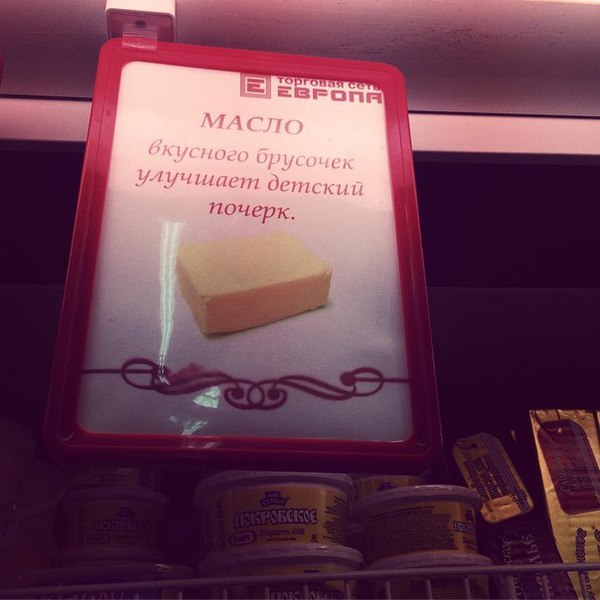 ТОРГОВАЯ СЕТЬ
Е ЕВРОПА
МАСЛО
вкусного брусочек
улучшает детский
почерк.
ПОКРОВСКОЕ